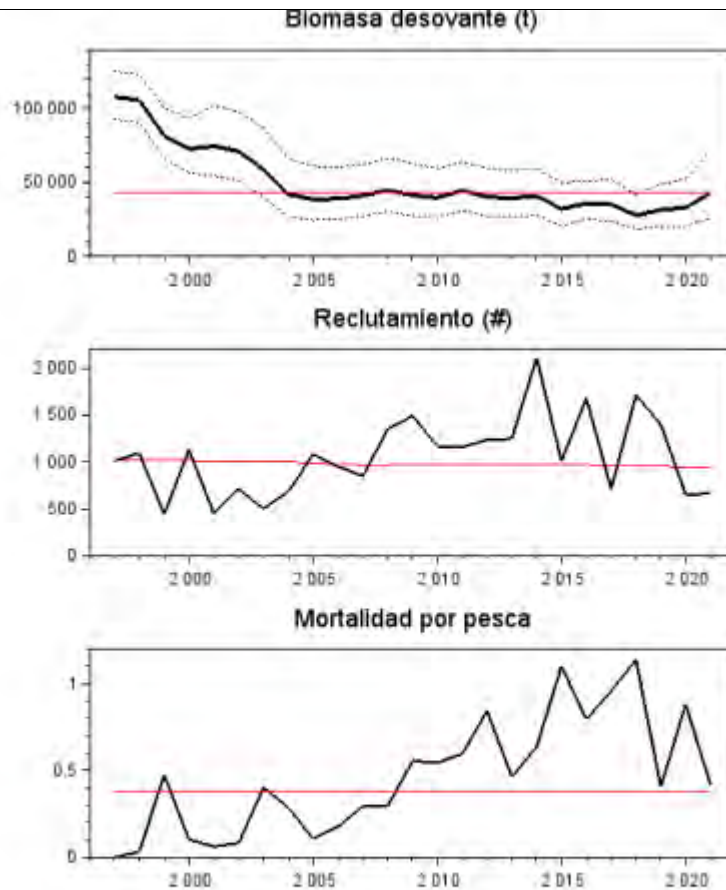 Biomasa desovante (t)
100 000
50 000
0
2 000 2 005 2 010 2 015 2 020
Reclutamiento (#)
2 000
1 500
1 000
500
0
2 000 2 005 2 010 2 015 2 020
Mortalidad por pesca
1
0.5
0
2 000 2 005 2 010 2 015 2 020